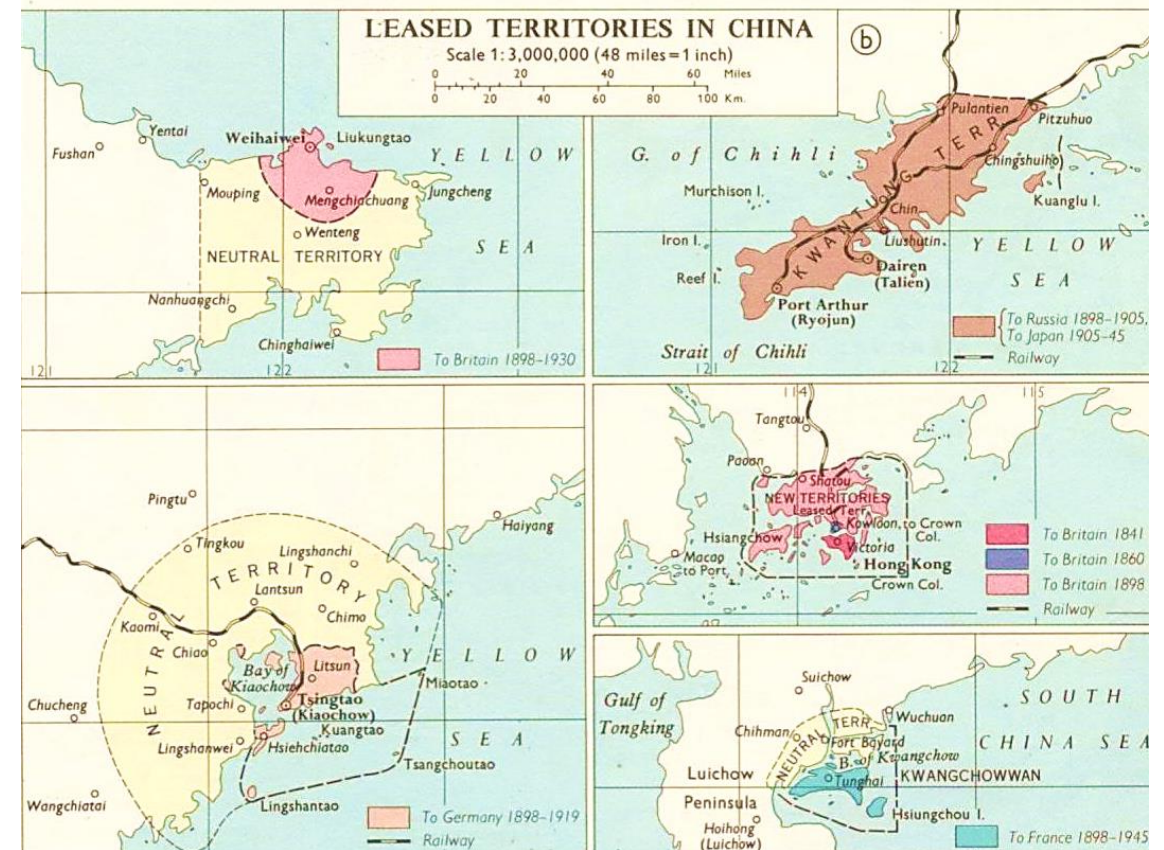 LEASED TERRITORIES IN CHINA
Scale 1:3,000,000 (48 miles=1 inch)
0 20 40 60 Miles
0 20 40 60 80 100 Km.
b
Yentai
Fushan
Weihaiwei
Liukungtao
YELLOW
Mouping
Mengchiachuang
Jungcheng
Wenteng
SEA
NEUTRAL TERRITORY
Nanhuangchi
Chinghaiwei
To Britain 1898-1930
121
122
Pulantien
Pitzuhuo
G. of Chihli
KWANTUNG TERR
Chingshuiho
Murchison I.
Kuanglu I.
Chin
Iron I.
Liushutin
YELLOW
Reef I.
Dairen
(Talien)
SEA
Port Arthur
(Ryojun)
To Russia 1898-1905,
To Japan 1905-45
Strait of Chihli
Railway
121
122
Pingtu
Haiyang
Tingkou
Lingshanchi
NEUTRAL TERRITORY
Lantsun
Kaomi
Chimo
Chiao
YELLOW
Litsun
Bay of
Kiaochow
Miaotao
Tapochi
Tsingtao
(Kiaochow)
Chucheng
Kuangtao
Lingshanwei
Hsiehchiatao
SEA
Tsangchoutao
Wangchiatai
Lingshantao
To Germany 1898-1919
Railway
114
115
Tangtou
Paoan
Shatou
NEW TERRITORIES
Leased Terr.
Kowloon, to Crown
Col.
Hsiangchow
Victoria
Macao
to Port.
Hong Kong
Crown Col.
To Britain 1841
To Britain 1860
To Britain 1898
Railway
Suichow
Gulf of
Tongking
SOUTH
Wuchuan
NEUTRAL TERR.
Chihman
Fort Bayard
CHINA SEA
B. of Kwangchow
Luichow
Tunghai
KWANGCHOWWAN
Peninsula
Hsiungchou I.
Hoihong
(Luichow)
To France 1898-1945